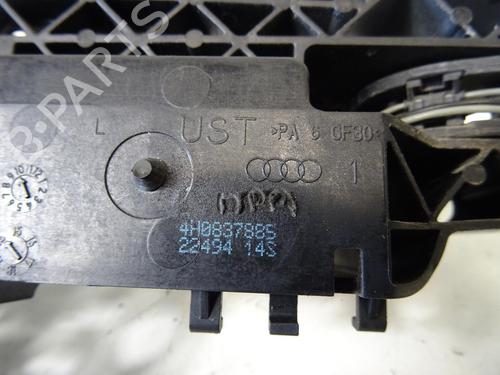 B-PARTS
L UST >PA 6 GF30<
1
4H0837885
22494 14S